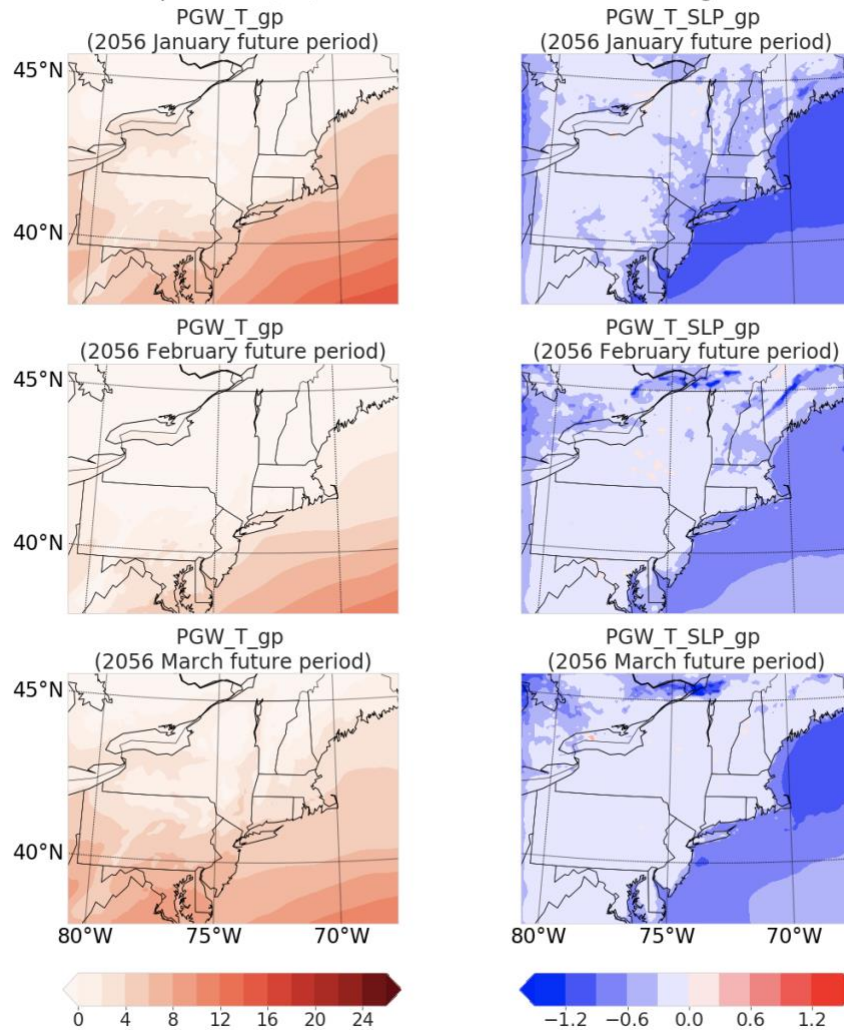 PGW_T_gp
(2056 January future period)
PGW_T_SLP_gp
(2056 January future period)
45°N
40°N
PGW_T_gp
(2056 February future period)
PGW_T_SLP_gp
(2056 February future period)
45°N
40°N
PGW_T_gp
(2056 March future period)
PGW_T_SLP_gp
(2056 March future period)
45°N
40°N
80°W 75°W 70°W
80°W 75°W 70°W
0 4 8 12 16 20 24
−1.2 −0.6 0.0 0.6 1.2